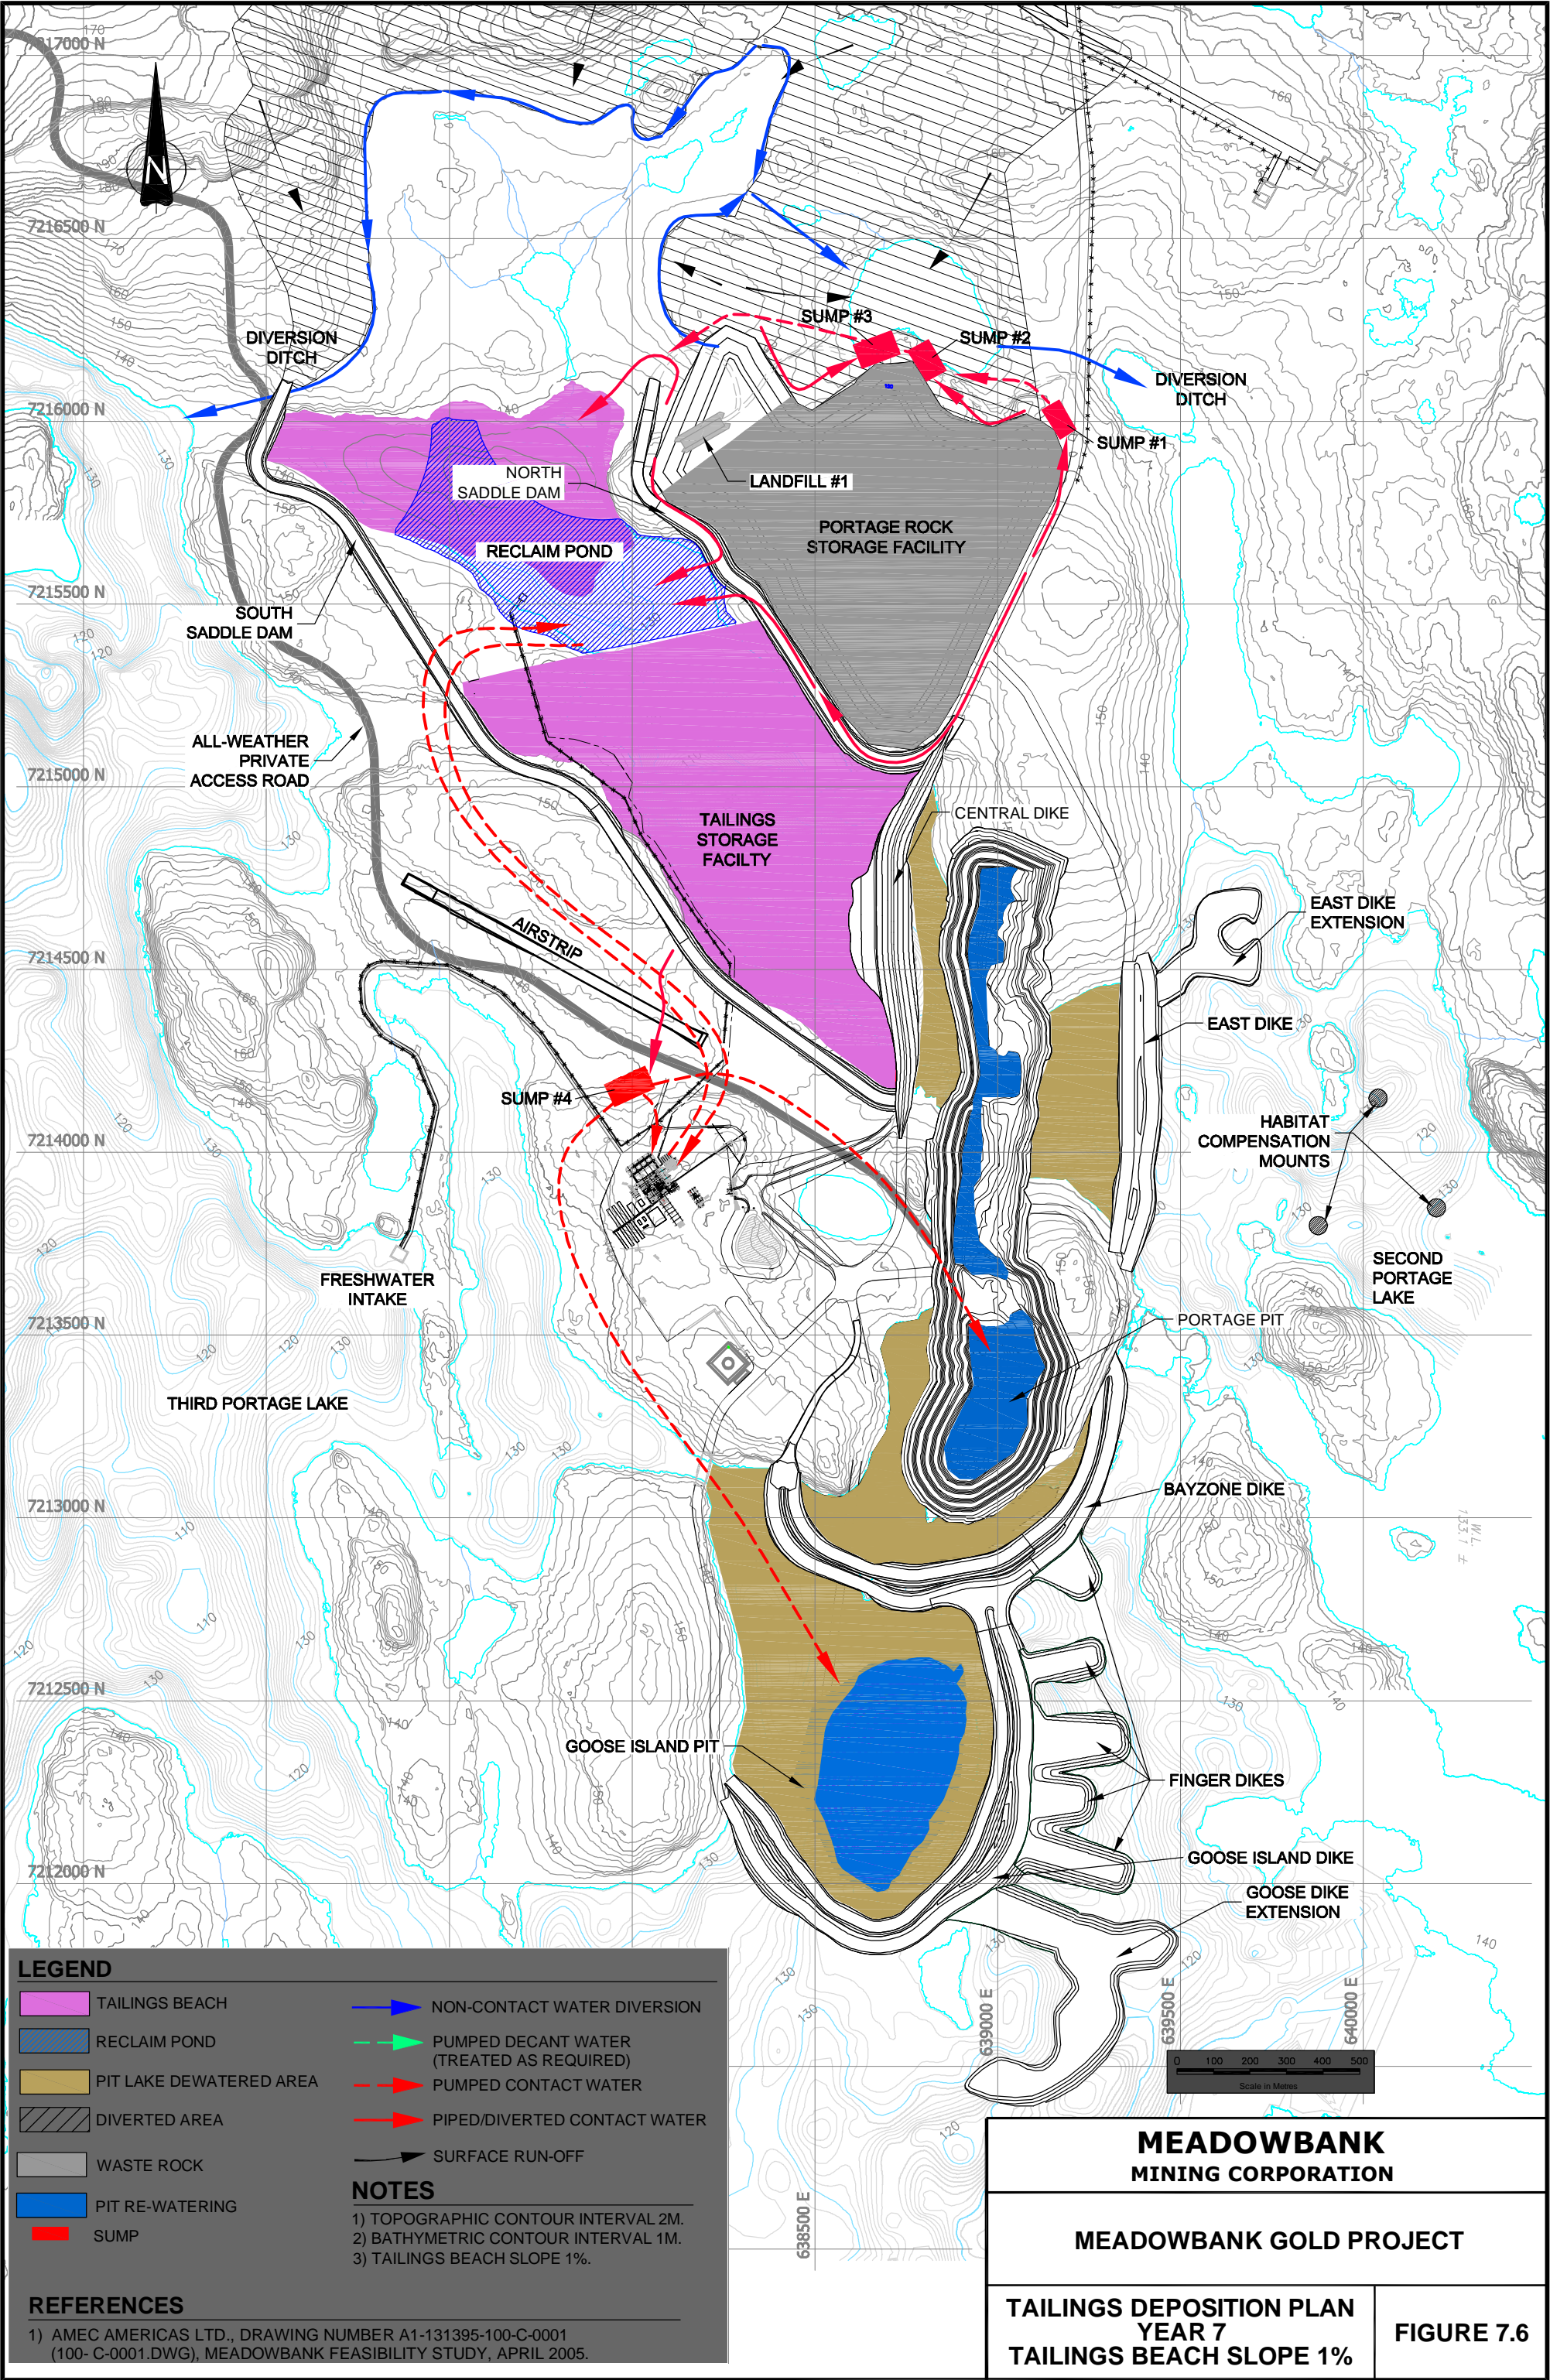 7217000 N
7216500 N
7216000 N
7215500 N
7215000 N
7214500 N
7214000 N
7213500 N
7213000 N
7212500 N
7212000 N
N
DIVERSION
DITCH
SUMP #3
SUMP #2
DIVERSION
DITCH
SUMP #1
NORTH
SADDLE DAM
LANDFILL #1
PORTAGE ROCK
STORAGE FACILITY
RECLAIM POND
SOUTH
SADDLE DAM
ALL-WEATHER
PRIVATE
ACCESS ROAD
TAILINGS
STORAGE
FACILTY
CENTRAL DIKE
AIRSTRIP
EAST DIKE
EXTENSION
EAST DIKE
SUMP #4
HABITAT
COMPENSATION
MOUNTS
FRESHWATER
INTAKE
SECOND
PORTAGE
LAKE
PORTAGE PIT
THIRD PORTAGE LAKE
BAYZONE DIKE
W.L.
133.1 ±
GOOSE ISLAND PIT
FINGER DIKES
GOOSE ISLAND DIKE
GOOSE DIKE
EXTENSION
638500 E
639000 E
639500 E
640000 E
0 100 200 300 400 500
Scale in Metres
LEGEND
TAILINGS BEACH
RECLAIM POND
PIT LAKE DEWATERED AREA
DIVERTED AREA
WASTE ROCK
PIT RE-WATERING
SUMP
NON-CONTACT WATER DIVERSION
PUMPED DECANT WATER
(TREATED AS REQUIRED)
PUMPED CONTACT WATER
PIPED/DIVERTED CONTACT WATER
SURFACE RUN-OFF
NOTES
1) TOPOGRAPHIC CONTOUR INTERVAL 2M.
2) BATHYMETRIC CONTOUR INTERVAL 1M.
3) TAILINGS BEACH SLOPE 1%.
REFERENCES
1) AMEC AMERICAS LTD., DRAWING NUMBER A1-131395-100-C-0001
(100- C-0001.DWG), MEADOWBANK FEASIBILITY STUDY, APRIL 2005.
MEADOWBANK
MINING CORPORATION
MEADOWBANK GOLD PROJECT
TAILINGS DEPOSITION PLAN
YEAR 7
TAILINGS BEACH SLOPE 1%
FIGURE 7.6